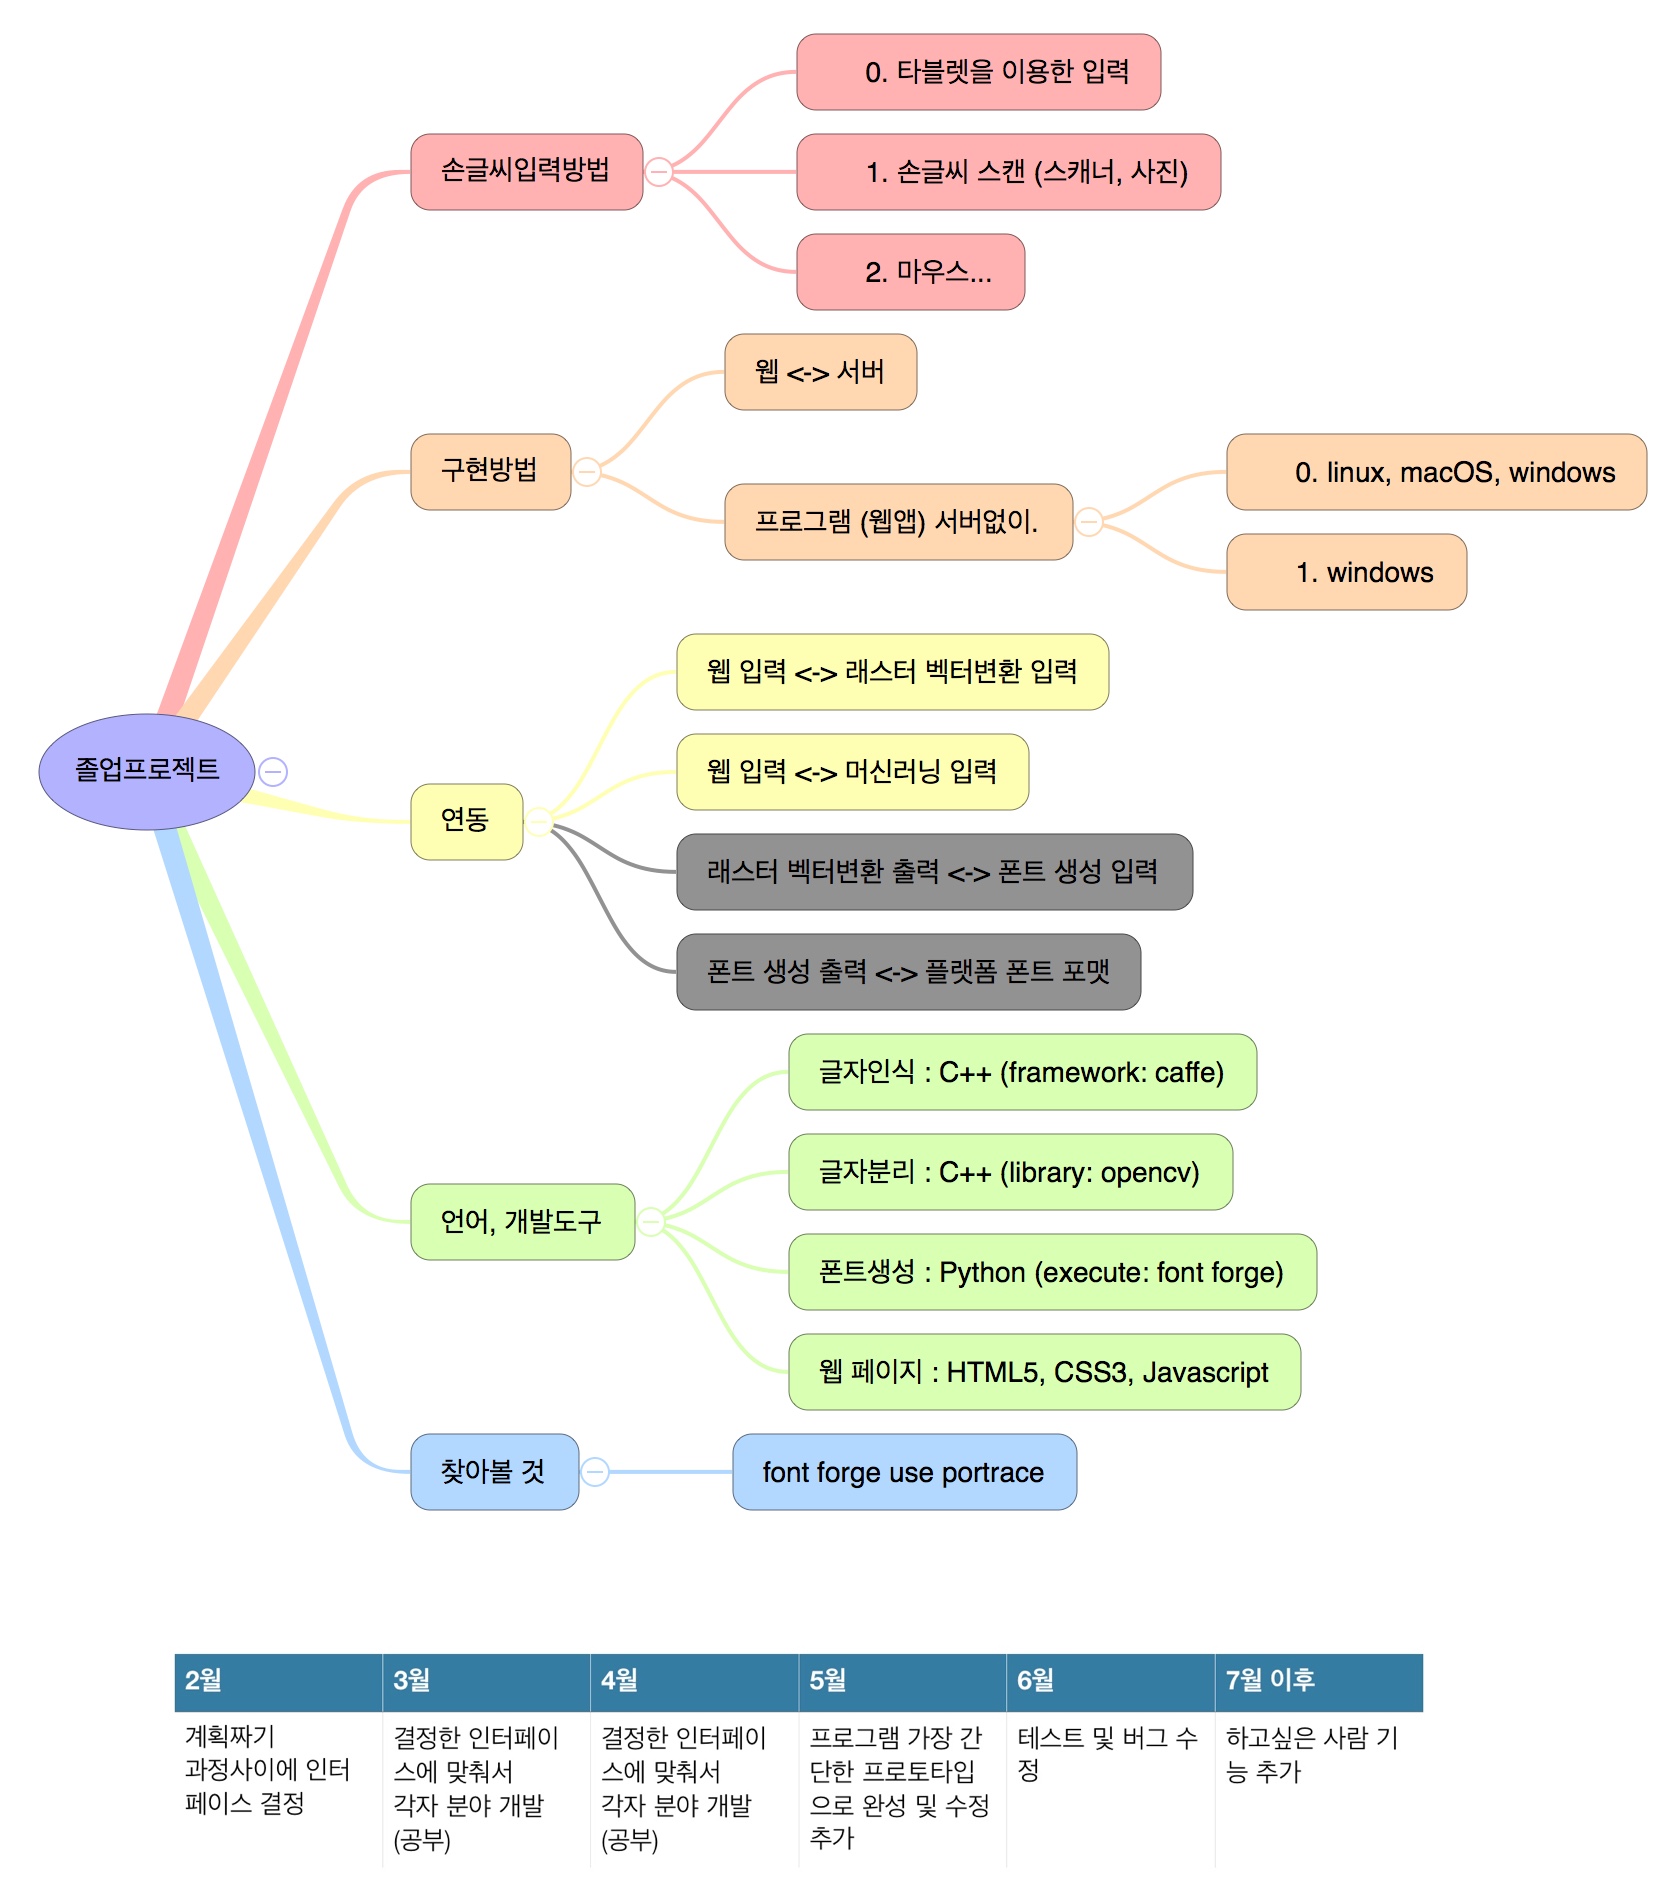 0. 타블렛을 이용한 입력
손글씨입력방법
1. 손글씨 스캔 (스캐너, 사진)
2. 마우스...
웹 <-> 서버
구현방법
프로그램 (웹앱) 서버없이.
0. linux, macOS, windows
1. windows
졸업프로젝트
연동
웹 입력 <-> 래스터 벡터변환 입력
웹 입력 <-> 머신러닝 입력
래스터 벡터변환 출력 <-> 폰트 생성 입력
폰트 생성 출력 <-> 플랫폼 폰트 포맷
언어, 개발도구
글자인식 : C++ (framework: caffe)
글자분리 : C++ (library: opencv)
폰트생성 : Python (execute: font forge)
웹 페이지 : HTML5, CSS3, Javascript
찾아볼 것
font forge use portrace
2월
계획짜기
과정사이에 인터
페이스 결정
3월
결정한 인터페이
스에 맞춰서
각자 분야 개발
(공부)
4월
결정한 인터페이
스에 맞춰서
각자 분야 개발
(공부)
5월
프로그램 가장 간
단한 프로토타입
으로 완성 및 수정
추가
6월
테스트 및 버그 수
정
7월 이후
하고싶은 사람 기
능 추가